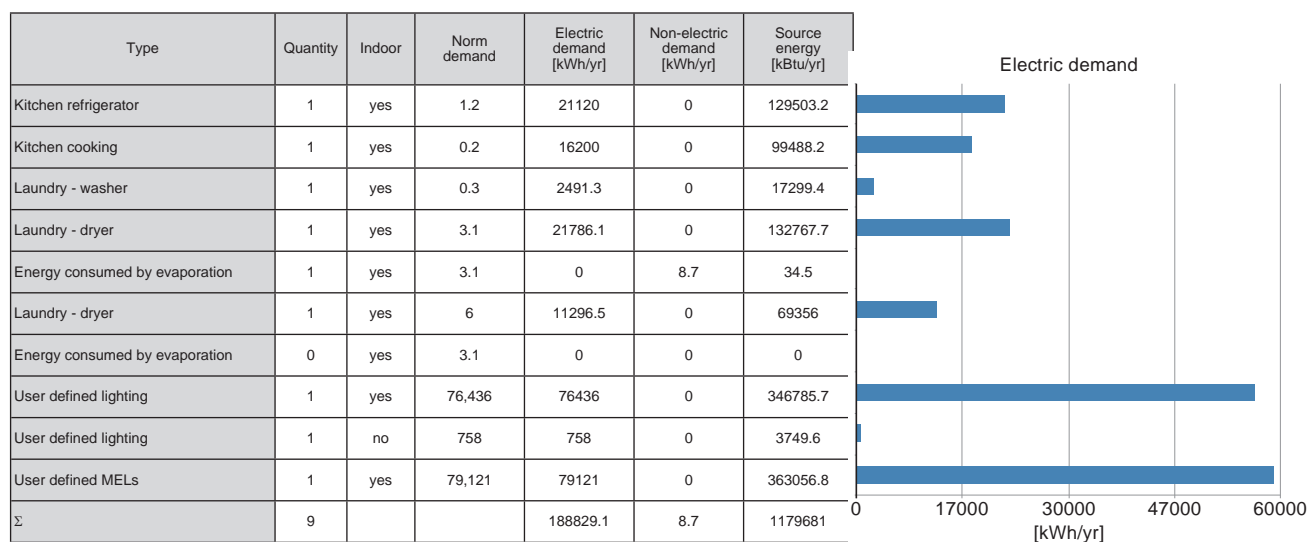 Type Quantity Indoor Norm demand Electric demand [kWh/yr] Non-electric demand [kWh/yr] Source energy [kBtu/yr]
Kitchen refrigerator 1 yes 1.2 21120 0 129503.2
Kitchen cooking 1 yes 0.2 16200 0 99488.2
Laundry - washer 1 yes 0.3 2491.3 0 17299.4
Laundry - dryer 1 yes 3.1 21786.1 0 132767.7
Energy consumed by evaporation 1 yes 3.1 0 8.7 34.5
Laundry - dryer 1 yes 6 11296.5 0 69356
Energy consumed by evaporation 0 yes 3.1 0 0 0
User defined lighting 1 yes 76,436 76436 0 346785.7
User defined lighting 1 no 758 758 0 3749.6
User defined MELs 1 yes 79,121 79121 0 363056.8
Σ 9 188829.1 8.7 1179681
Electric demand
0 17000 30000 47000 60000
[kWh/yr]